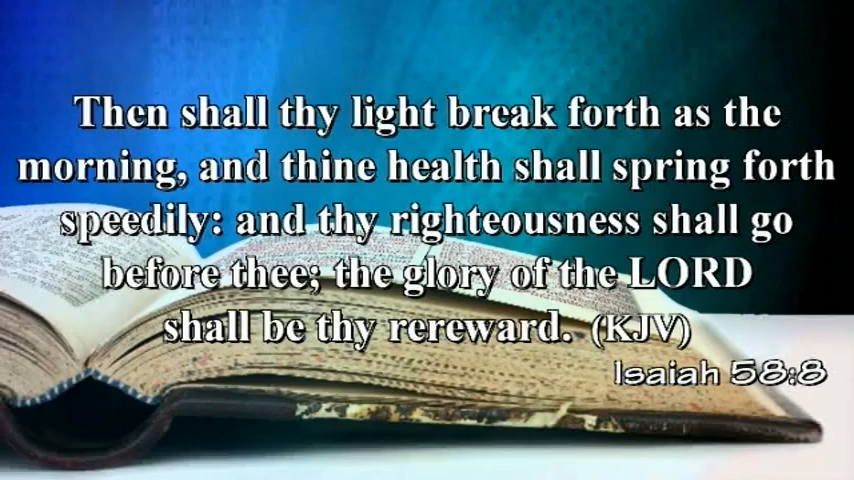 Then shall thy light break forth as the
morning, and thine health shall spring forth
speedily: and thy righteousness shall go
before thee; the glory of the LORD
shall be thy rereward. (KJV)
Isaiah 58:8